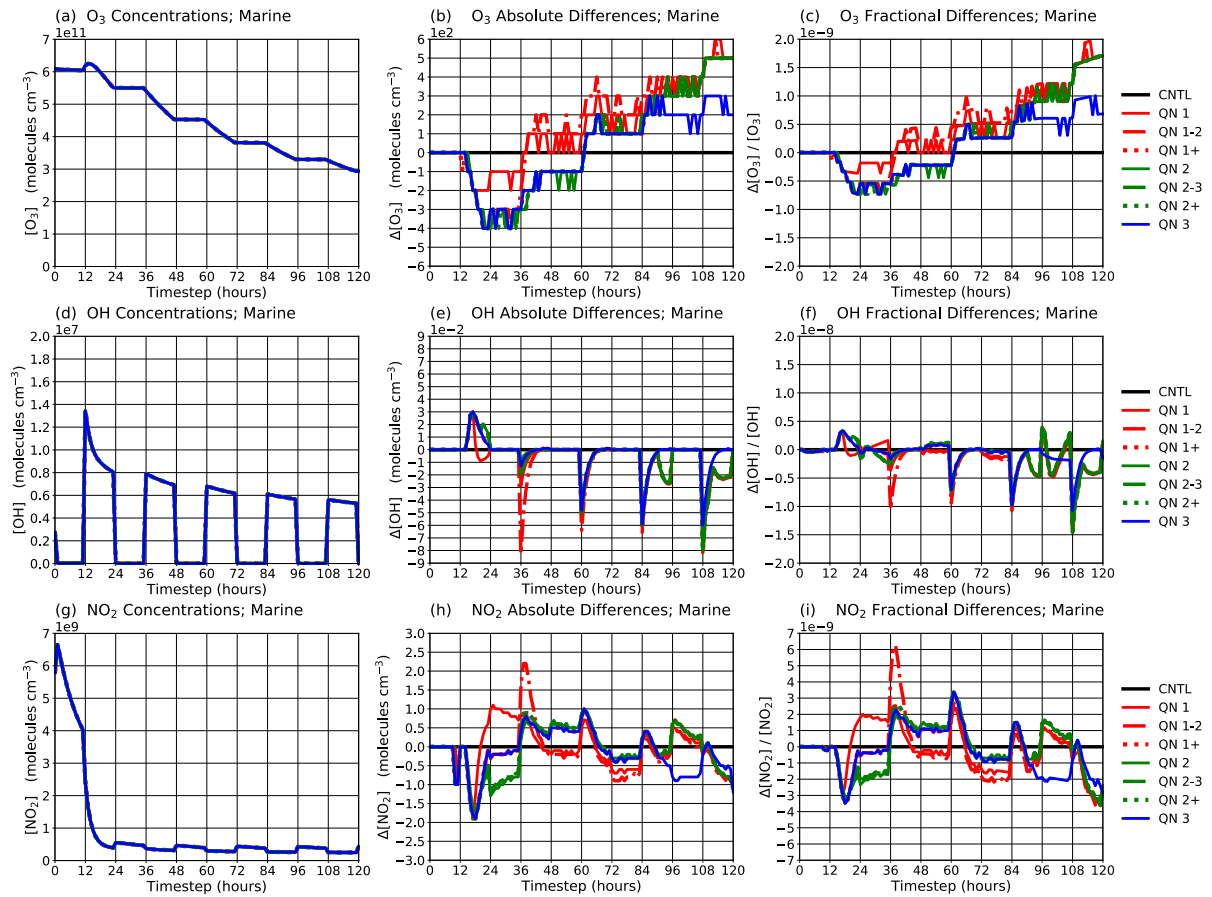 (a) O₃ Concentrations; Marine
1e11
7
6
5
4
3
2
1
0
[O₃] (molecules cm⁻³)
0 12 24 36 48 60 72 84 96 108 120
Timestep (hours)
(b) O₃ Absolute Differences; Marine
1e2
6
5
4
3
2
1
0
−1
−2
−3
−4
−5
−6
Δ[O₃] (molecules cm⁻³)
0 12 24 36 48 60 72 84 96 108 120
Timestep (hours)
(c) O₃ Fractional Differences; Marine
1e-9
2.0
1.5
1.0
0.5
0.0
−0.5
−1.0
−1.5
−2.0
Δ[O₃] / [O₃]
0 12 24 36 48 60 72 84 96 108 120
Timestep (hours)
CNTL
QN 1
QN 1-2
QN 1+
QN 2
QN 2-3
QN 2+
QN 3
(d) OH Concentrations; Marine
1e7
2.0
1.8
1.6
1.4
1.2
1.0
0.8
0.6
0.4
0.2
0.0
[OH] (molecules cm⁻³)
0 12 24 36 48 60 72 84 96 108 120
Timestep (hours)
(e) OH Absolute Differences; Marine
1e-2
9
8
7
6
5
4
3
2
1
0
−1
−2
−3
−4
−5
−6
−7
−8
−9
Δ[OH] (molecules cm⁻³)
0 12 24 36 48 60 72 84 96 108 120
Timestep (hours)
(f) OH Fractional Differences; Marine
1e-8
2.0
1.5
1.0
0.5
0.0
−0.5
−1.0
−1.5
−2.0
Δ[OH] / [OH]
0 12 24 36 48 60 72 84 96 108 120
Timestep (hours)
CNTL
QN 1
QN 1-2
QN 1+
QN 2
QN 2-3
QN 2+
QN 3
(g) NO₂ Concentrations; Marine
1e9
7
6
5
4
3
2
1
0
[NO₂] (molecules cm⁻³)
0 12 24 36 48 60 72 84 96 108 120
Timestep (hours)
(h) NO₂ Absolute Differences; Marine
3.0
2.5
2.0
1.5
1.0
0.5
0.0
−0.5
−1.0
−1.5
−2.0
−2.5
−3.0
Δ[NO₂] (molecules cm⁻³)
0 12 24 36 48 60 72 84 96 108 120
Timestep (hours)
(i) NO₂ Fractional Differences; Marine
1e-9
7
6
5
4
3
2
1
0
−1
−2
−3
−4
−5
−6
−7
Δ[NO₂] / [NO₂]
0 12 24 36 48 60 72 84 96 108 120
Timestep (hours)
CNTL
QN 1
QN 1-2
QN 1+
QN 2
QN 2-3
QN 2+
QN 3